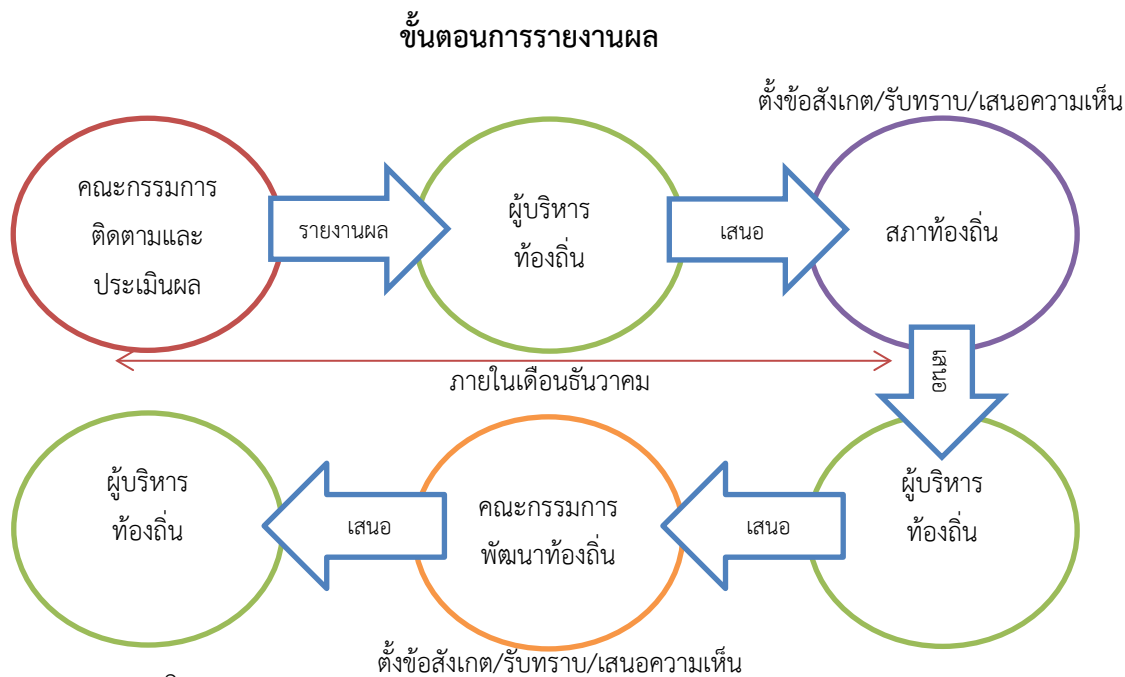 ขั้นตอนการรายงานผล
ตั้งข้อสังเกต/รับทราบ/เสนอความเห็น
คณะกรรมการ
ติดตามและ
ประเมินผล
รายงานผล
ผู้บริหาร
ท้องถิ่น
เสนอ
สภาท้องถิ่น
ภายในเดือนธันวาคม
เสนอ
ผู้บริหาร
ท้องถิ่น
เสนอ
คณะกรรมการ
พัฒนาท้องถิ่น
เสนอ
ผู้บริหาร
ท้องถิ่น
ตั้งข้อสังเกต/รับทราบ/เสนอความเห็น